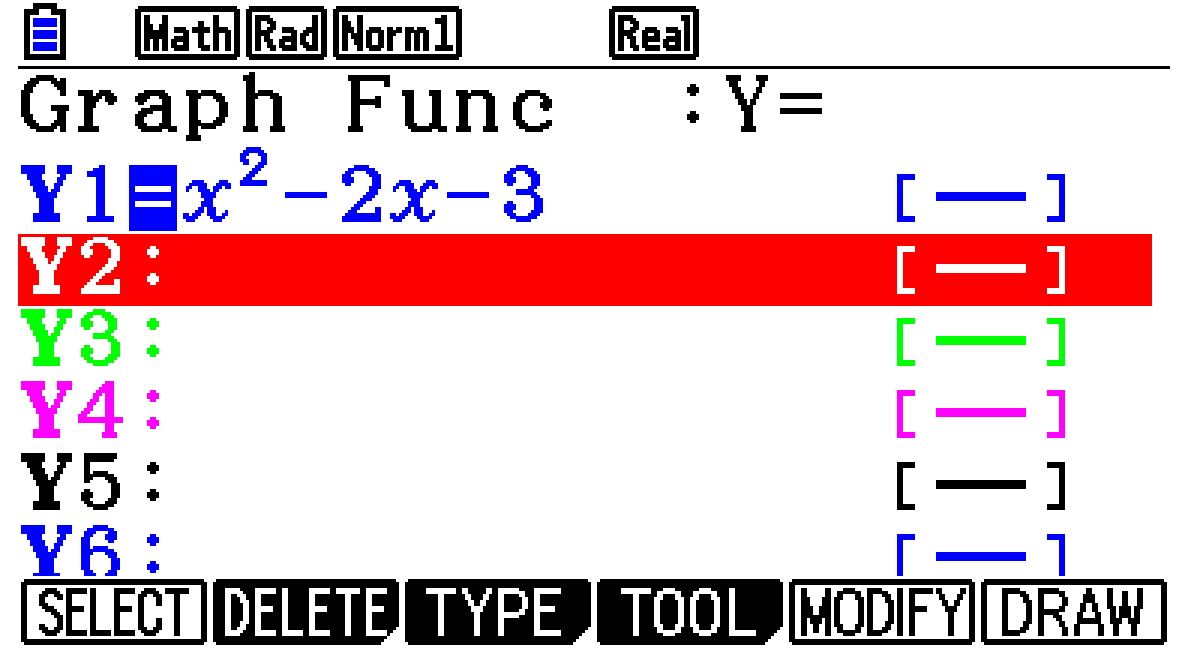 Math Rad Norm1 Real
Graph Func :Y=
Y1=x²-2x-3 [—]
Y2: [—]
Y3: [—]
Y4: [—]
Y5: [—]
Y6: [—]
SELECT DELETE TYPE TOOL MODIFY DRAW